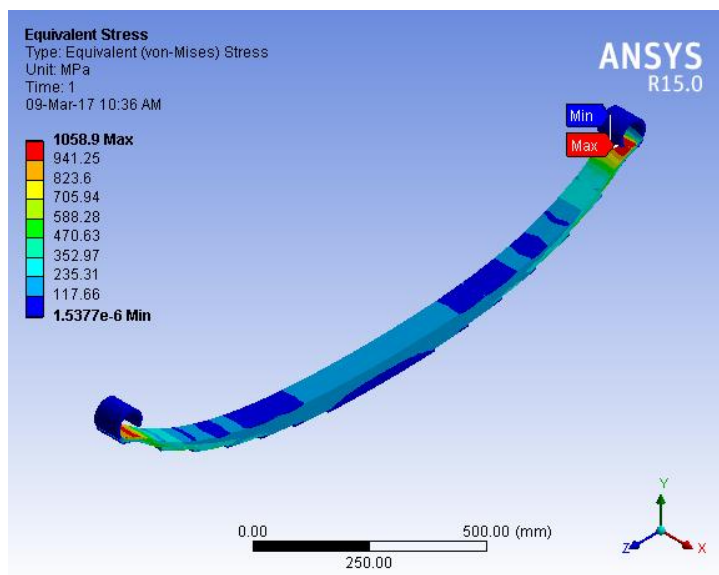 Equivalent Stress
Type: Equivalent (von-Mises) Stress
Unit: MPa
Time: 1
09-Mar-17 10:36 AM
ANSYS
R15.0
1058.9 Max
941.25
823.6
705.94
588.28
470.63
352.97
235.31
117.66
1.5377e-6 Min
Min
Max
0.00 500.00 (mm)
250.00
Y
Z X